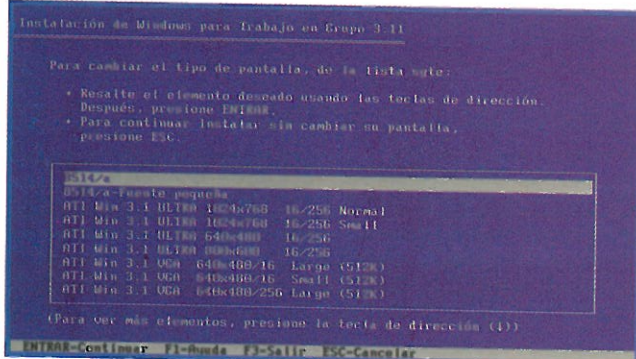 Instalación de Windows para Trabajo en Grupo 3.11
Para cambiar el tipo de pantalla, de la lista sgte:
• Resalte el elemento deseado usando las teclas de dirección.
Después, presione ENTRAR.
• Para continuar Instalar sin cambiar su pantalla,
presione ESC.
8514/a
8514/a-Fuente pequeña
ATI Win 3.1 ULTRA 1024x768 16/256 Normal
ATI Win 3.1 ULTRA 1024x768 16/256 Small
ATI Win 3.1 ULTRA 640x480 16/256
ATI Win 3.1 ULTRA 800x600 16/256
ATI Win 3.1 VGA 640x480/16 Large (512K)
ATI Win 3.1 VGA 640x480/16 Small (512K)
ATI Win 3.1 VGA 640x480/256 Large (512K)
(Para ver más elementos, presione la tecla de dirección (↓))
ENTRAR=Continuar F1=Ayuda F3=Salir ESC=Cancelar